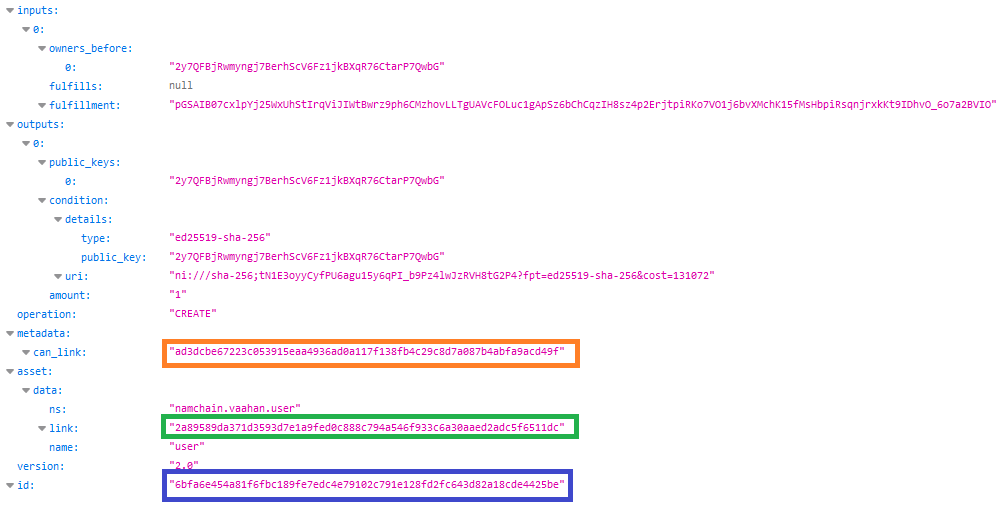 inputs:
0:
owners_before:
0: "2y7QFBjRwmyngj7BerhScV6Fz1jkBXqR76CtarP7QwbG"
fulfills: null
fulfillment: "pGSAIB07cxlpYj25WxUhStIrqViJIWtBwrz9ph6CMzhovLLTgUAVcFOLuc1gApSz6bChCqzIH8sz4p2ErjtpiRKo7VO1j6bvXMchK15fMsHbpiRsqnjrxkKt9IDhvO_6o7a2BVIO"
outputs:
0:
public_keys:
0: "2y7QFBjRwmyngj7BerhScV6Fz1jkBXqR76CtarP7QwbG"
condition:
details:
type: "ed25519-sha-256"
public_key: "2y7QFBjRwmyngj7BerhScV6Fz1jkBXqR76CtarP7QwbG"
uri: "ni:///sha-256;tN1E3oyyCyfPU6agu15y6qPI_b9Pz4lwJzRVH8tG2P4?fpt=ed25519-sha-256&cost=131072"
amount: "1"
operation: "CREATE"
metadata:
can_link: "ad3dcbe67223c053915eaa4936ad0a117f138fb4c29c8d7a087b4abfa9acd49f"
asset:
data:
ns: "namchain.vaahan.user"
link: "2a89589da371d3593d7e1a9fed0c888c794a546f933c6a30aaed2adc5f6511dc"
name: "user"
version: "2.0"
id: "6bfa6e454a81f6fbc189fe7edc4e79102c791e128fd2fc643d82a18cde4425be"